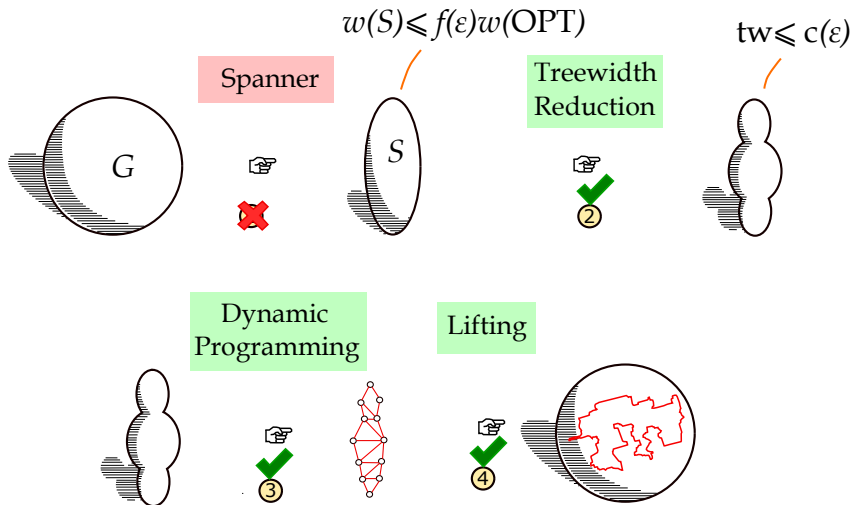 w(S)⩽ f(ε)w(OPT)
tw⩽ c(ε)
Spanner
Treewidth
Reduction
G
S
2
Dynamic
Programming
Lifting
3
4